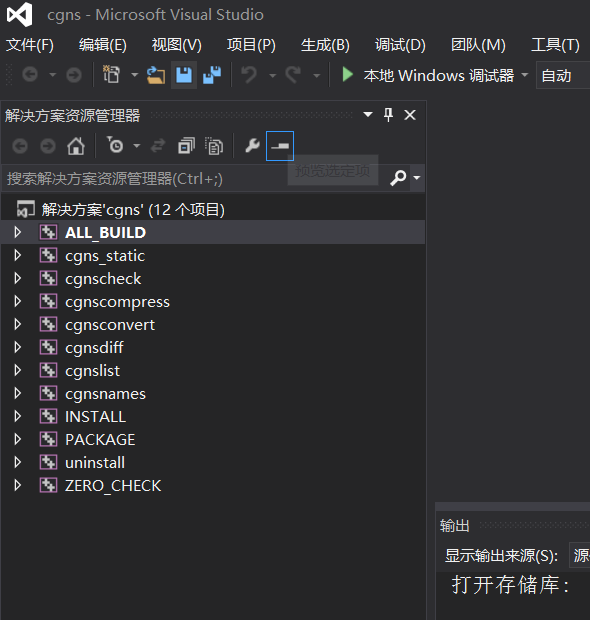 cgns - Microsoft Visual Studio
文件(F) 编辑(E) 视图(V) 项目(P) 生成(B) 调试(D) 团队(M) 工具(T)
本地 Windows 调试器 自动
解决方案资源管理器
预览选定项
搜索解决方案资源管理器(Ctrl+;)
解决方案'cgns' (12 个项目)
ALL_BUILD
cgns_static
cgnscheck
cgnscompress
cgnsconvert
cgnsdiff
cgnslist
cgnsnames
INSTALL
PACKAGE
uninstall
ZERO_CHECK
输出
显示输出来源(S): 源
打开存储库: